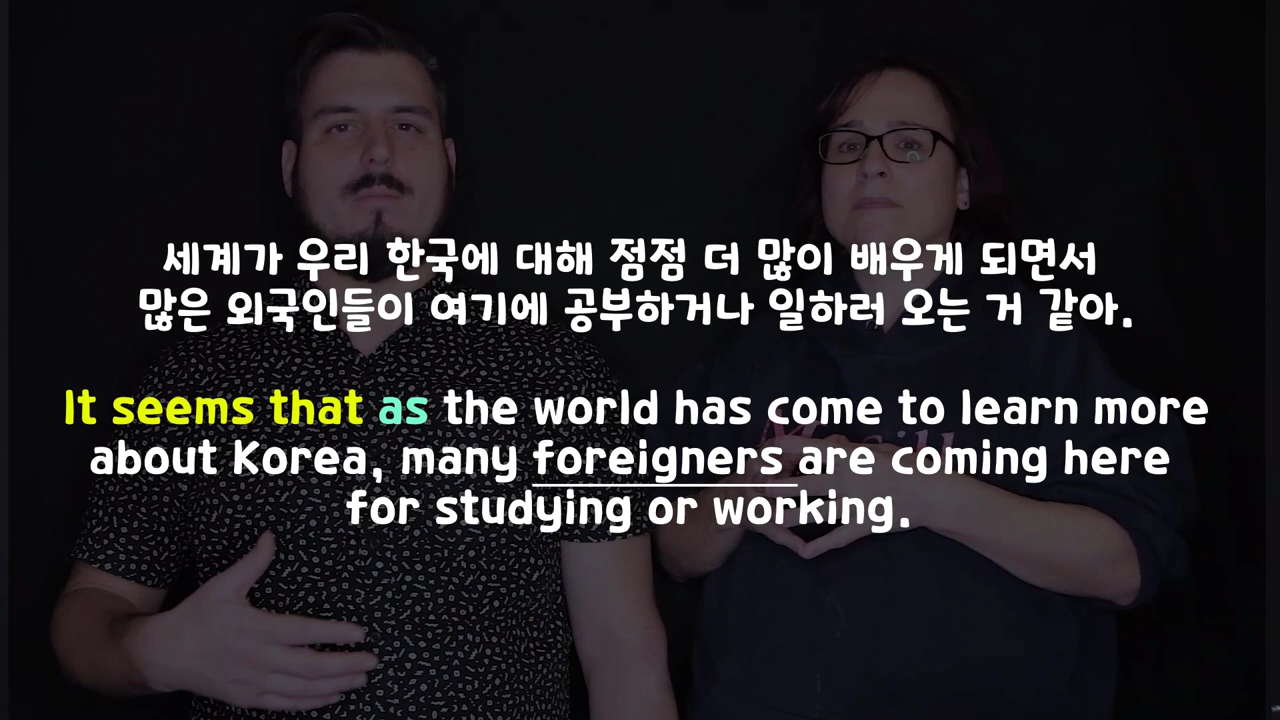 세계가 우리 한국에 대해 점점 더 많이 배우게 되면서
많은 외국인들이 여기에 공부하거나 일하러 오는 거 같아.
It seems that as the world has come to learn more
about Korea, many foreigners are coming here
for studying or working.